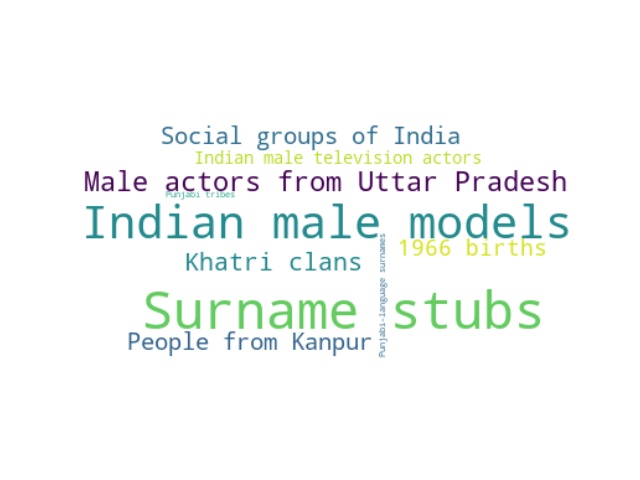 Social groups of India
Indian male television actors
Male actors from Uttar Pradesh
Punjabi tribes
Indian male models
1966 births
Khatri clans
Punjabi-language surnames
Surname stubs
People from Kanpur